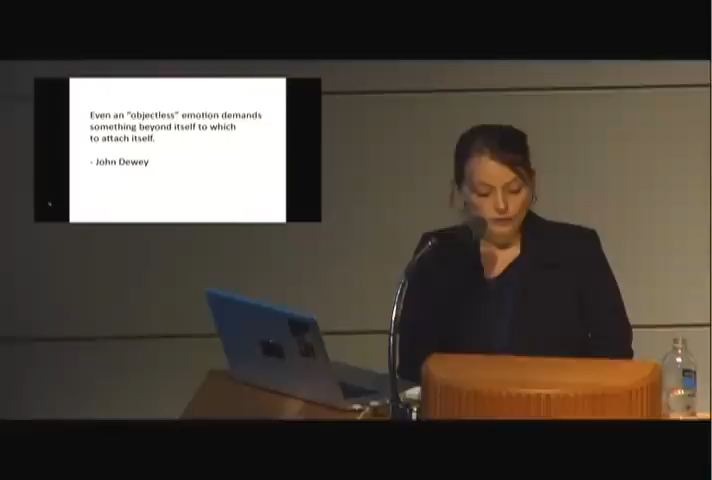 Even an "objectless" emotion demands
something beyond itself to which
to attach itself.
- John Dewey